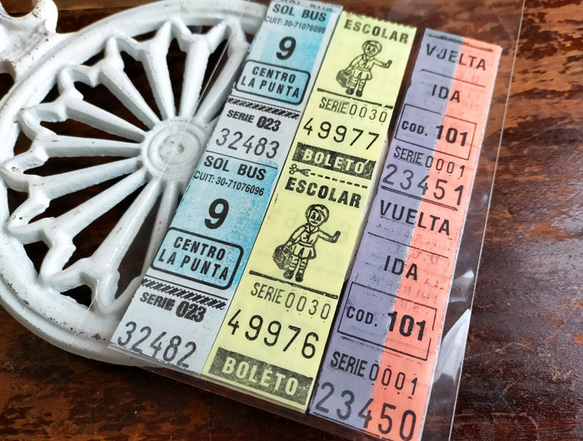 SOL BUS
CUIT: 30-71076096
9
CENTRO
LA PUNTA
SERIE 023
32483
SOL BUS
CUIT: 30-71076096
9
CENTRO
LA PUNTA
SERIE 023
32482
ESCOLAR
SERIE 0030
49977
BOLETO
ESCOLAR
SERIE 0030
49976
BOLETO
VUELTA
IDA
COD. 101
SERIE 0001
23451
VUELTA
IDA
COD. 101
SERIE 0001
23450